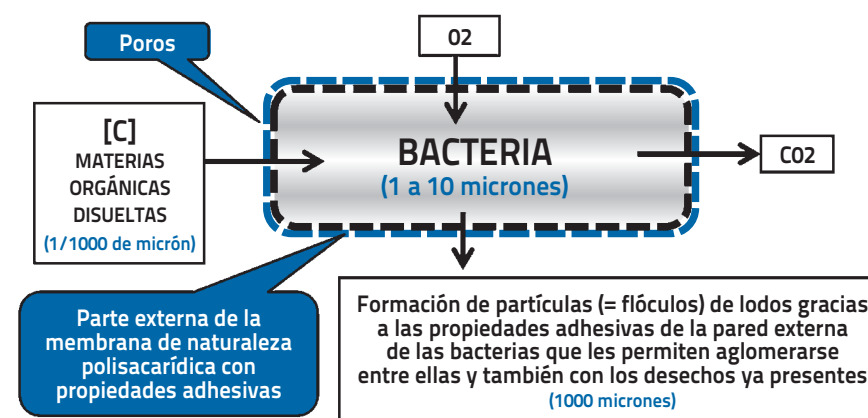 Poros
02
[C]
MATERIAS
ORGÁNICAS
DISUELTAS
(1/1000 de micrón)
BACTERIA
(1 a 10 micrones)
C02
Parte externa de la
membrana de naturaleza
polisacarídica con
propiedades adhesivas
Formación de partículas (= flóculos) de lodos gracias
a las propiedades adhesivas de la pared externa
de las bacterias que les permiten aglomerarse
entre ellas y también con los desechos ya presentes
(1000 micrones)